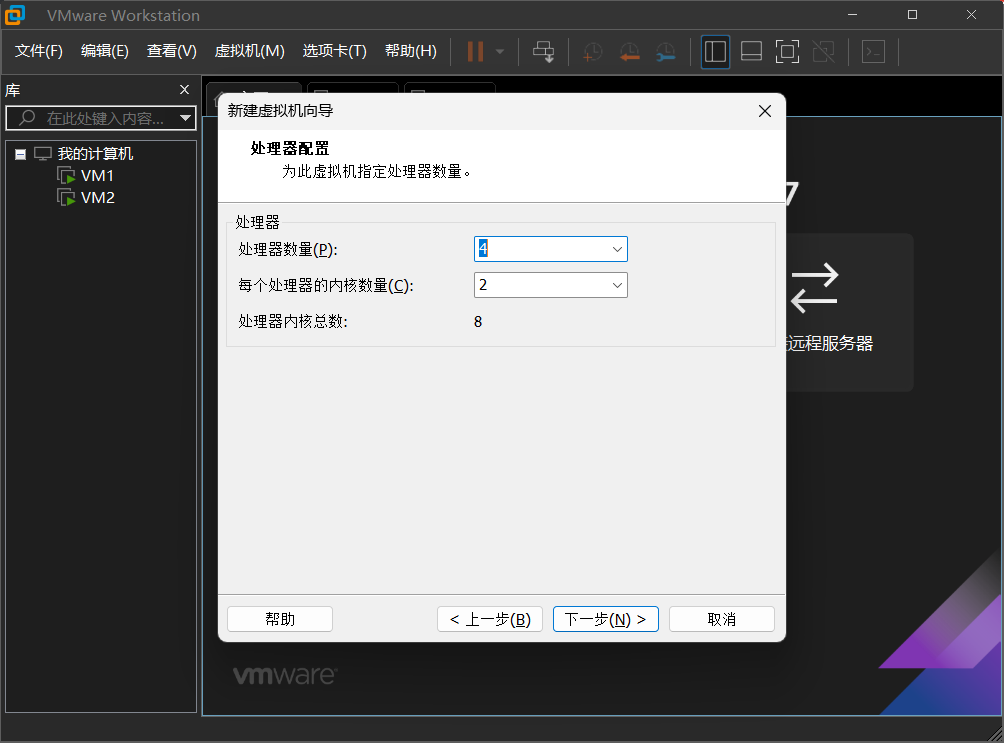 VMware Workstation
文件(F) 编辑(E) 查看(V) 虚拟机(M) 选项卡(T) 帮助(H)
库
在此处键入内容...
我的计算机
VM1
VM2
新建虚拟机向导
处理器配置
为此虚拟机指定处理器数量。
处理器
处理器数量(P): 4
每个处理器的内核数量(C): 2
处理器内核总数: 8
7
远程服务器
帮助 < 上一步(B) 下一步(N) > 取消
vmware